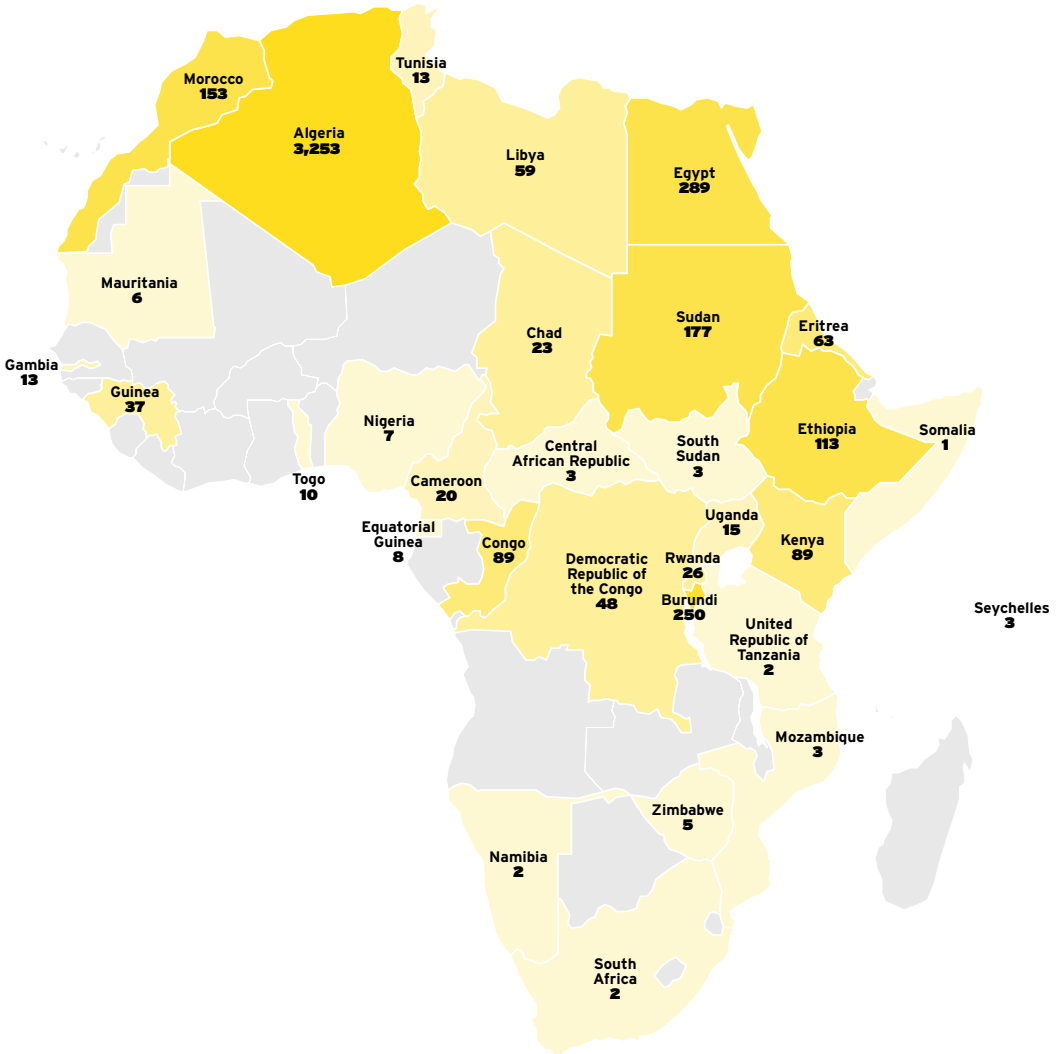 Tunisia
13
Morocco
153
Algeria
3,253
Libya
59
Egypt
289
Mauritania
6
Sudan
177
Eritrea
63
Chad
23
Gambia
13
Guinea
37
Nigeria
7
Ethiopia
113
Somalia
1
Central
African Republic
3
South
Sudan
3
Togo
10
Cameroon
20
Equatorial
Guinea
8
Congo
89
Uganda
15
Kenya
89
Democratic
Republic of
the Congo
48
Rwanda
26
Burundi
250
Seychelles
3
United
Republic of
Tanzania
2
Mozambique
3
Zimbabwe
5
Namibia
2
South
Africa
2